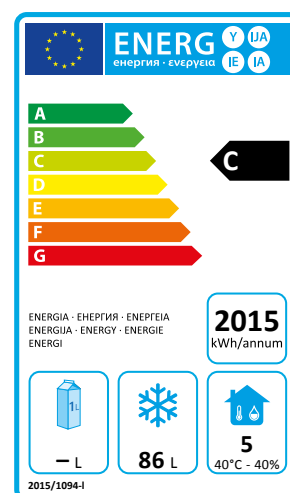 ENERG Y IJA
енергия · ενεργεια IE IA
A
B
C
D
E
F
G
C
ENERGIA · ЕНЕРГИЯ · ΕΝΕΡΓΕΙΑ
ENERGIJA · ENERGY · ENERGIE
ENERGI
2015
kWh/annum
1L
– L
86 L
5
40°C - 40%
2015/1094-I